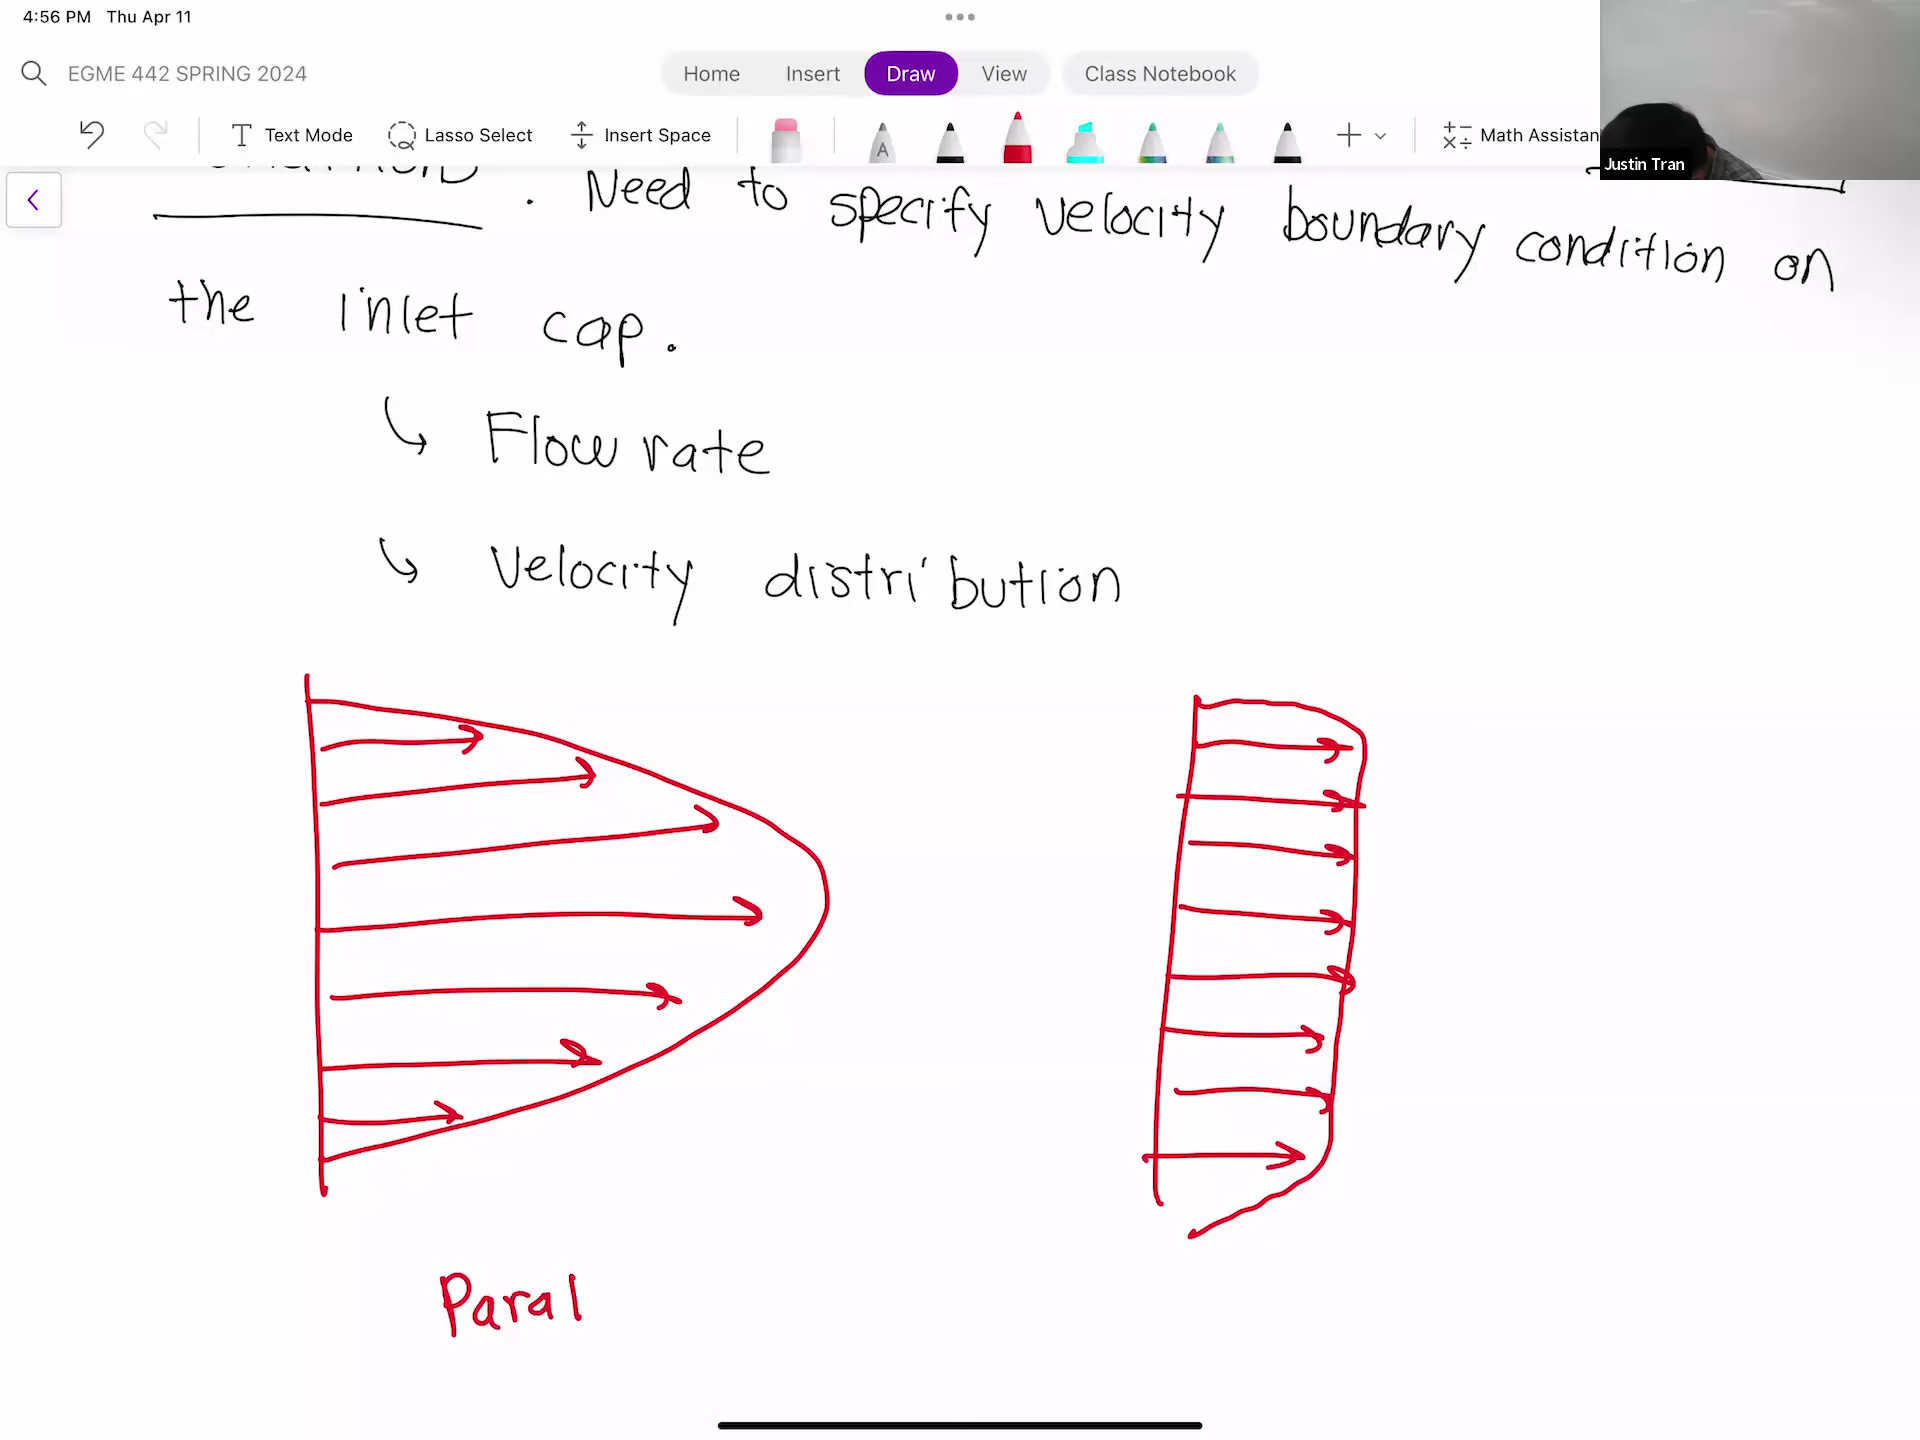 4:56 PM Thu Apr 11
EGME 442 SPRING 2024
Home Insert Draw View Class Notebook
Text Mode Lasso Select Insert Space A Math Assistan
Justin Tran
. Need to specify velocity boundary condition on
the inlet cap.
Flow rate
Velocity distribution
Paral